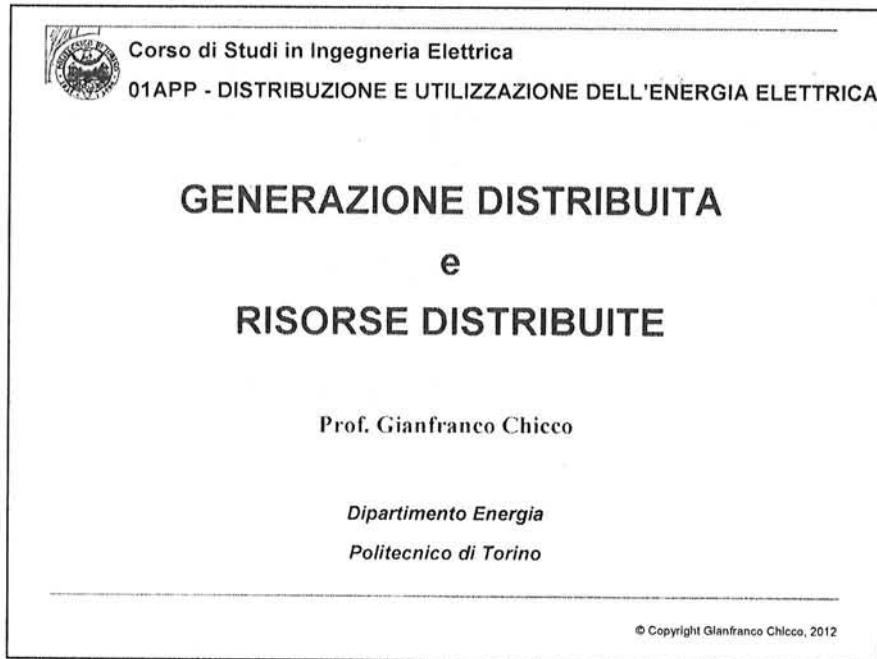 Corso di Studi in Ingegneria Elettrica
01APP - DISTRIBUZIONE E UTILIZZAZIONE DELL'ENERGIA ELETTRICA
GENERAZIONE DISTRIBUITA
e
RISORSE DISTRIBUITE
Prof. Gianfranco Chicco
Dipartimento Energia
Politecnico di Torino
© Copyright Gianfranco Chicco, 2012